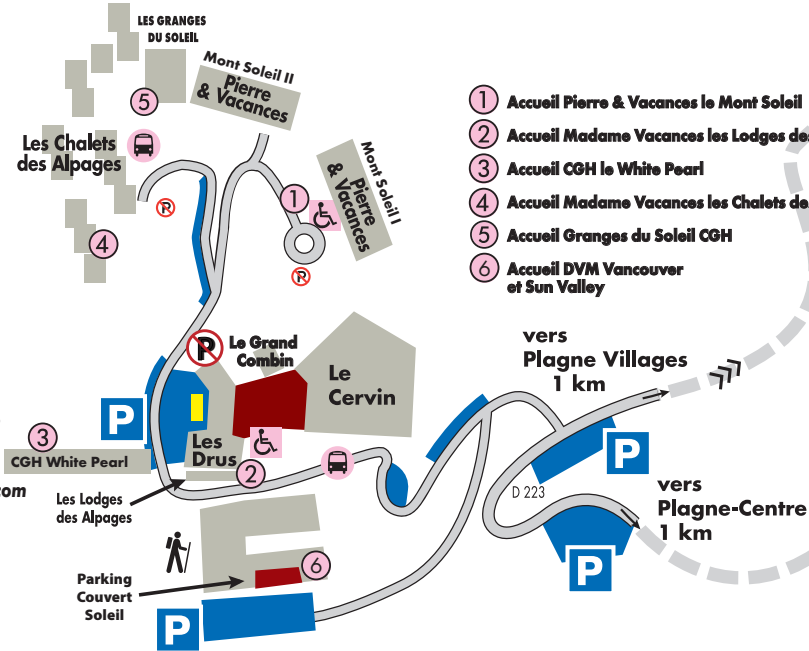 LES GRANGES
DU SOLEIL
Mont Soleil II
Pierre
& Vacances
5
Les Chalets
des Alpages
4
Mont Soleil I
Pierre
& Vacances
1
P
P
1 Accueil Pierre & Vacances le Mont Soleil
2 Accueil Madame Vacances les Lodges des
3 Accueil CGH le White Pearl
4 Accueil Madame Vacances les Chalets de
5 Accueil Granges du Soleil CGH
6 Accueil DVM Vancouver
et Sun Valley
P
Le Grand
Combin
Le
Cervin
vers
Plagne Villages
1 km
P
3
CGH White Pearl
Les
Drus
2
com
Les Lodges
des Alpages
P
D 223
vers
Plagne-Centre
1 km
P
6
Parking
Couvert
Soleil
P